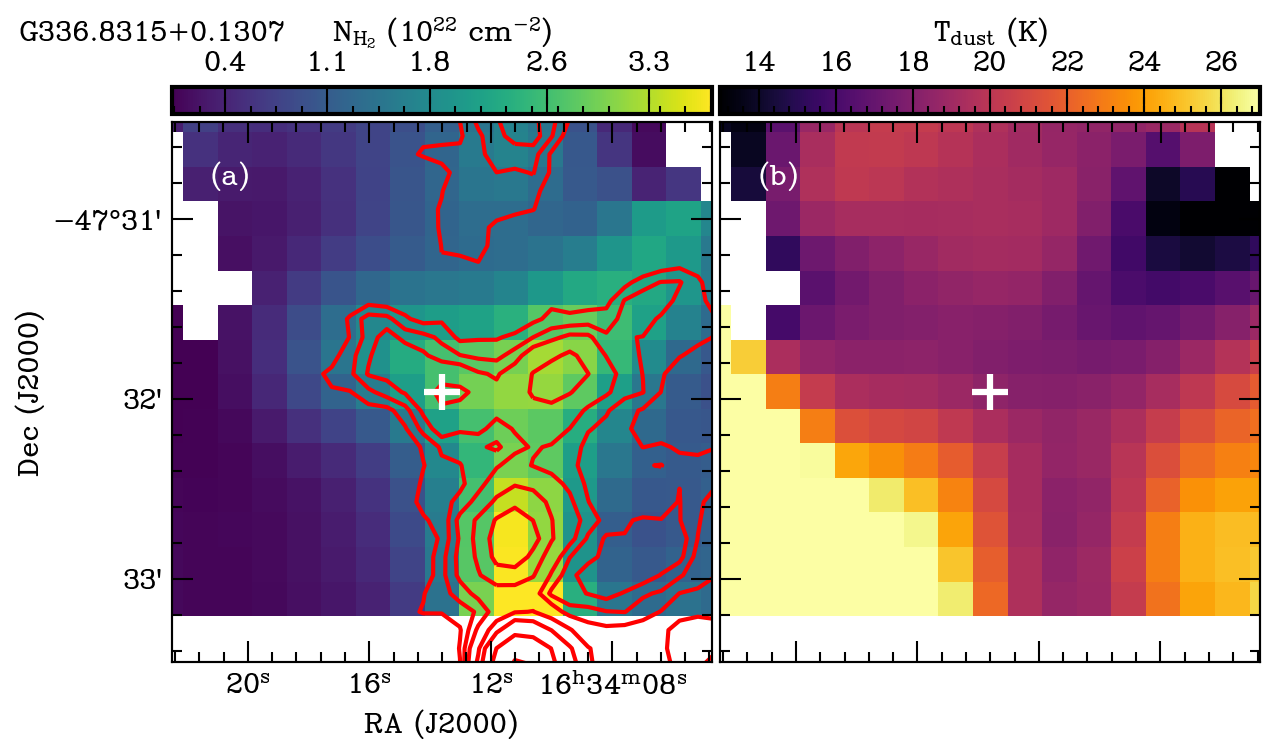 G336.8315+0.1307 N_H₂ (10²² cm⁻²) T_dust (K)
0.4 1.1 1.8 2.6 3.3 14 16 18 20 22 24 26
(a) (b)
−47°31'
32'
33'
Dec (J2000)
20ˢ 16ˢ 12ˢ 16ʰ34ᵐ08ˢ
RA (J2000)